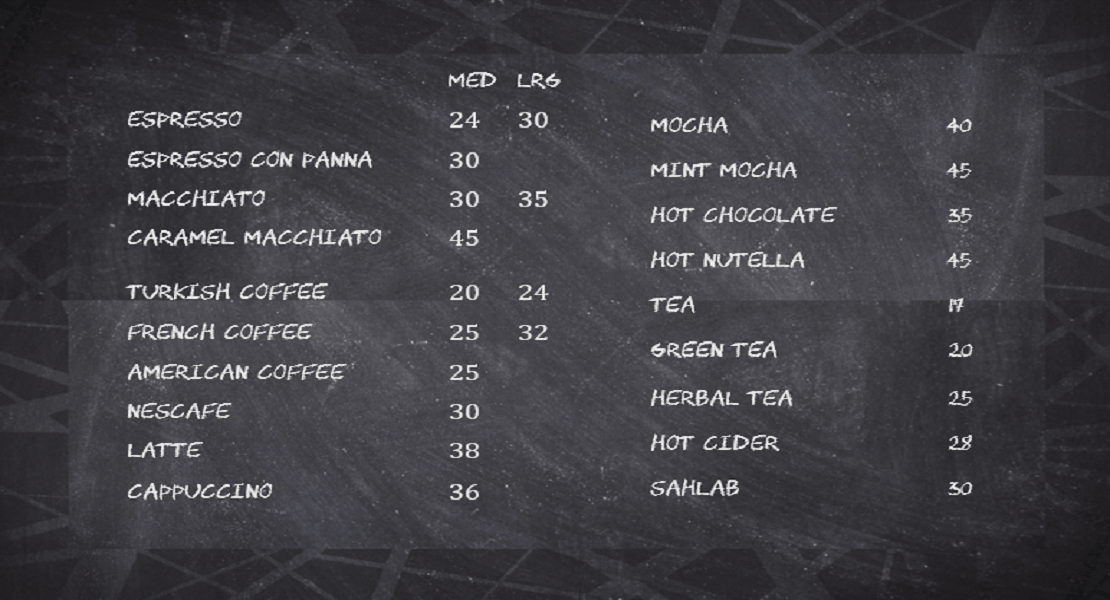 MED LRG
ESPRESSO 24 30
ESPRESSO CON PANNA 30
MACCHIATO 30 35
CARAMEL MACCHIATO 45
TURKISH COFFEE 20 24
FRENCH COFFEE 25 32
AMERICAN COFFEE 25
NESCAFE 30
LATTE 38
CAPPUCCINO 36
MOCHA 40
MINT MOCHA 45
HOT CHOCOLATE 35
HOT NUTELLA 45
TEA 17
GREEN TEA 20
HERBAL TEA 25
HOT CIDER 28
SAHLAB 30